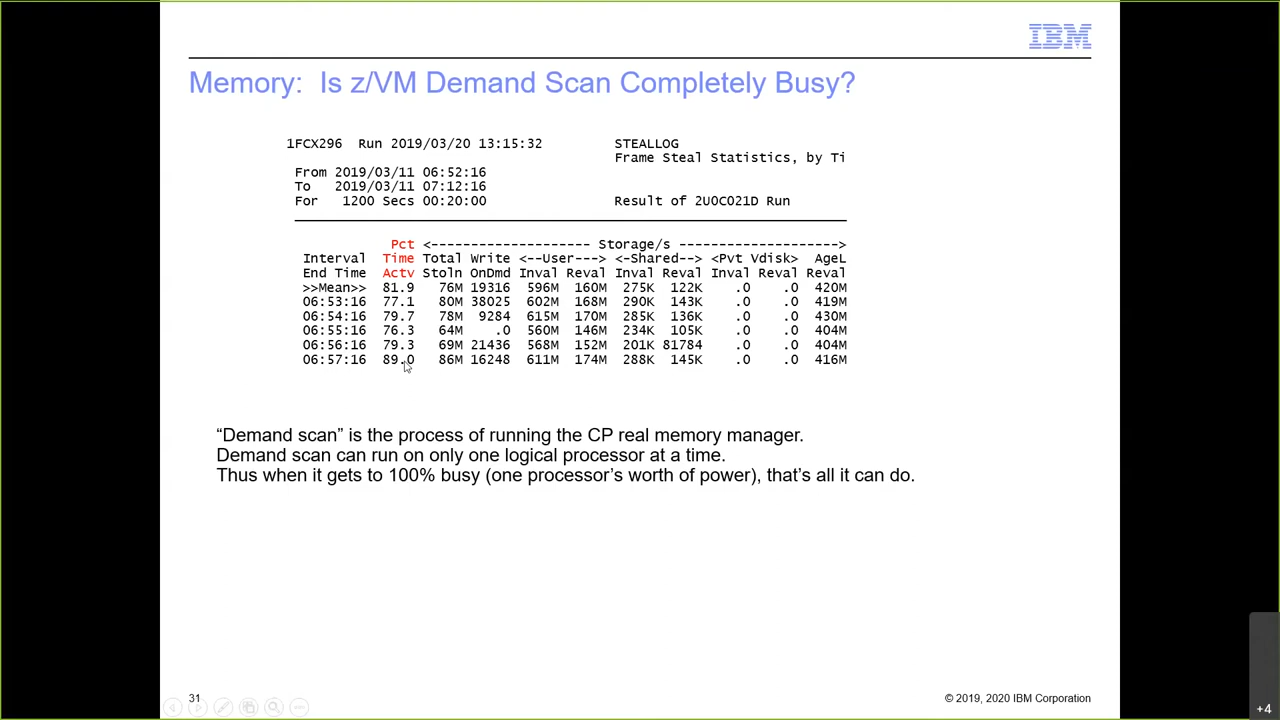 IBM
Memory: Is z/VM Demand Scan Completely Busy?
1FCX296 Run 2019/03/20 13:15:32 STEALLOG
Frame Steal Statistics, by Ti
From 2019/03/11 06:52:16
To 2019/03/11 07:12:16
For 1200 Secs 00:20:00 Result of 2U0C021D Run
Pct <-------------------- Storage/s -------------------->
Interval Time Total Write <--User---> <-Shared--> <Pvt Vdisk> AgeL
End Time Actv Stoln OnDmd Inval Reval Inval Reval Inval Reval Reval
>>Mean>> 81.9 76M 19316 596M 160M 275K 122K .0 .0 420M
06:53:16 77.1 80M 38025 602M 168M 290K 143K .0 .0 419M
06:54:16 79.7 78M 9284 615M 170M 285K 136K .0 .0 430M
06:55:16 76.3 64M .0 560M 146M 234K 105K .0 .0 404M
06:56:16 79.3 69M 21436 568M 152M 201K 81784 .0 .0 404M
06:57:16 89.0 86M 16248 611M 174M 288K 145K .0 .0 416M
“Demand scan” is the process of running the CP real memory manager.
Demand scan can run on only one logical processor at a time.
Thus when it gets to 100% busy (one processor’s worth of power), that’s all it can do.
31
© 2019, 2020 IBM Corporation
+4